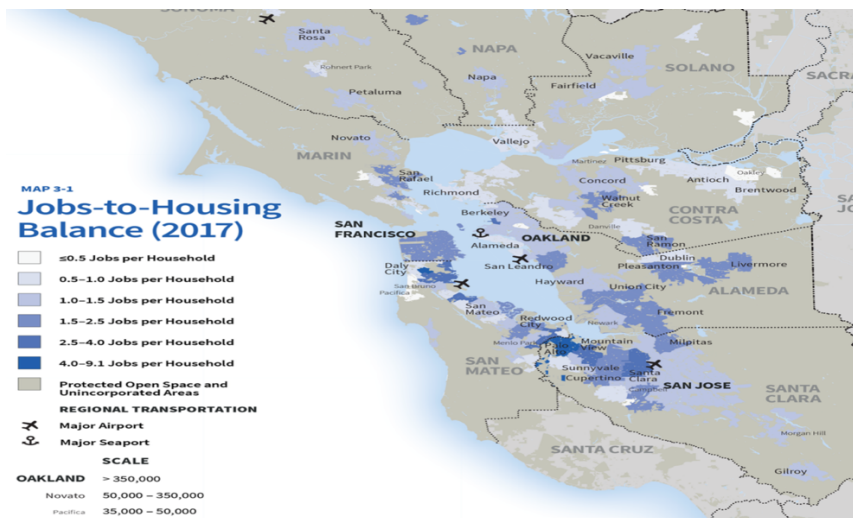 SONOMA
Santa
Rosa
Rohnert Park
Petaluma
NAPA
Napa
Vacaville
SOLANO
Fairfield
SACRA
Novato
MARIN
San
Rafael
Vallejo
Richmond
Martinez
Pittsburg
Concord
Antioch
Oakley
Brentwood
Walnut
Creek
CONTRA
COSTA
SAN JO
Berkeley
SAN
FRANCISCO
Alameda
OAKLAND
Danville
San
Ramon
Daly
City
San Leandro
Dublin
Pleasanton
Livermore
San Bruno
Pacifica
Hayward
Union City
ALAMEDA
San
Mateo
Fremont
Redwood
City
Newark
Menlo Park
Palo
Alto
Mountain
View
Milpitas
SAN
MATEO
Sunnyvale
Cupertino
Santa
Clara
Campbell
SAN JOSE
SANTA
CLARA
Morgan Hill
SANTA CRUZ
Gilroy
MAP 3-1
Jobs-to-Housing
Balance (2017)
≤0.5 Jobs per Household
0.5–1.0 Jobs per Household
1.0–1.5 Jobs per Household
1.5–2.5 Jobs per Household
2.5–4.0 Jobs per Household
4.0–9.1 Jobs per Household
Protected Open Space and
Unincorporated Areas
REGIONAL TRANSPORTATION
Major Airport
Major Seaport
SCALE
OAKLAND > 350,000
Novato 50,000 – 350,000
Pacifica 35,000 – 50,000